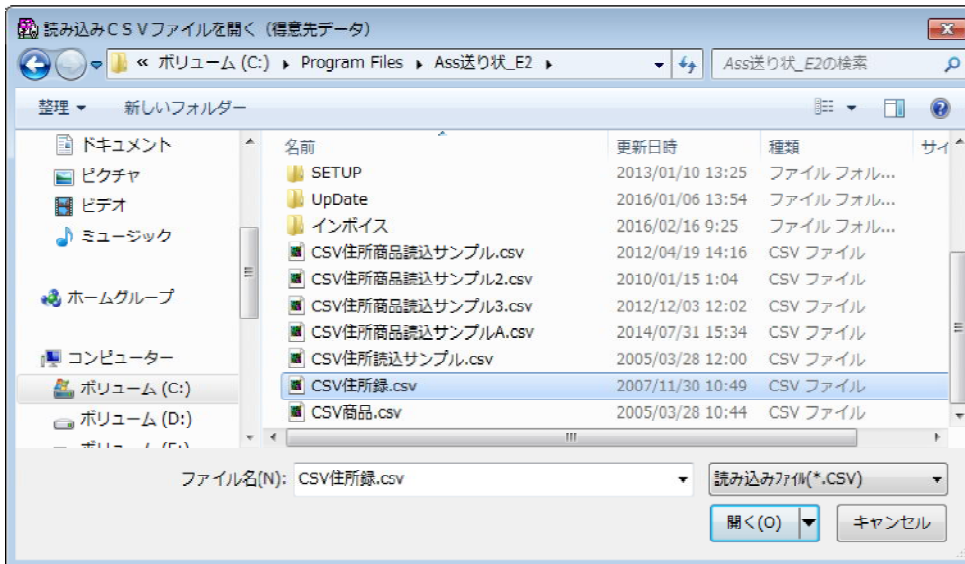 読み込みＣＳＶファイルを開く（得意先データ）
« ボリューム (C:) ▸ Program Files ▸ Ass送り状_E2 ▸
Ass送り状_E2の検索
整理 ▼ 新しいフォルダー
ドキュメント
ピクチャ
ビデオ
ミュージック
ホームグループ
コンピューター
ボリューム (C:)
ボリューム (D:)
名前 更新日時 種類 サイ
SETUP 2013/01/10 13:25 ファイル フォル...
UpDate 2016/01/06 13:54 ファイル フォル...
インボイス 2016/02/16 9:25 ファイル フォル...
CSV住所商品読込サンプル.csv 2012/04/19 14:16 CSV ファイル
CSV住所商品読込サンプル2.csv 2010/01/15 1:04 CSV ファイル
CSV住所商品読込サンプル3.csv 2012/12/03 12:02 CSV ファイル
CSV住所商品読込サンプルA.csv 2014/07/31 15:34 CSV ファイル
CSV住所読込サンプル.csv 2005/03/28 12:00 CSV ファイル
CSV住所録.csv 2007/11/30 10:49 CSV ファイル
CSV商品.csv 2005/03/28 10:44 CSV ファイル
ファイル名(N): CSV住所録.csv 読み込みﾌｧｲﾙ(*.CSV)
開く(O) キャンセル